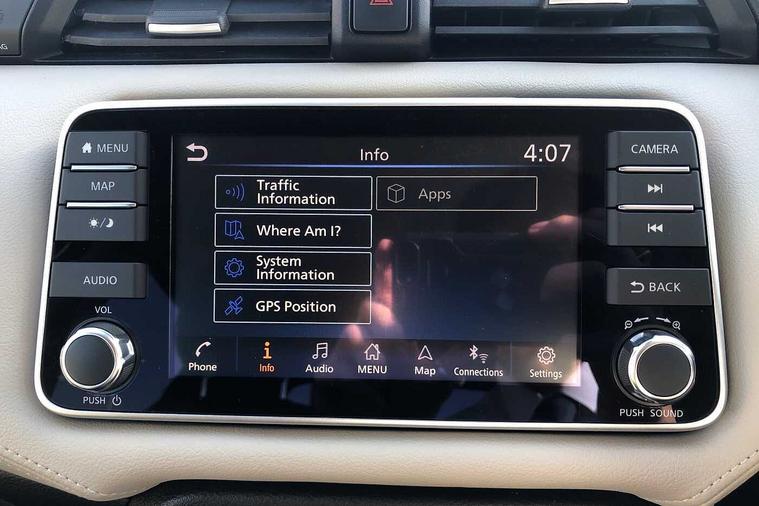 MENU
MAP
AUDIO
VOL
PUSH
Info
4:07
Traffic
Information
Apps
Where Am I?
System
Information
GPS Position
Phone
Info
Audio
MENU
Map
Connections
Settings
CAMERA
BACK
PUSH SOUND